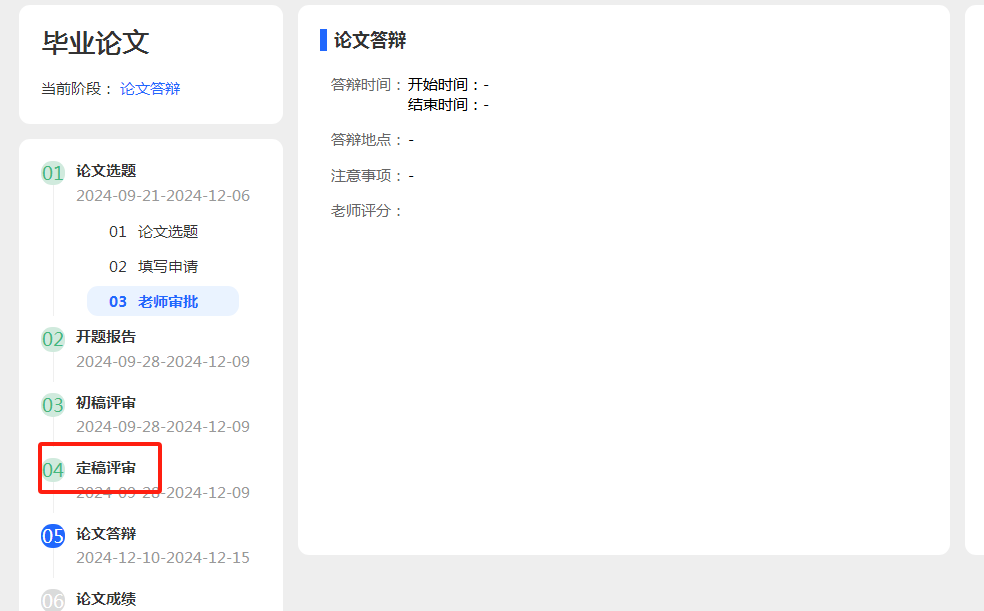 毕业论文
当前阶段： 论文答辩
01 论文选题
2024-09-21-2024-12-06
01 论文选题
02 填写申请
03 老师审批
02 开题报告
2024-09-28-2024-12-09
03 初稿评审
2024-09-28-2024-12-09
04 定稿评审
2024-09-28-2024-12-09
05 论文答辩
2024-12-10-2024-12-15
06 论文成绩
论文答辩
答辩时间： 开始时间：-
结束时间：-
答辩地点： -
注意事项： -
老师评分：